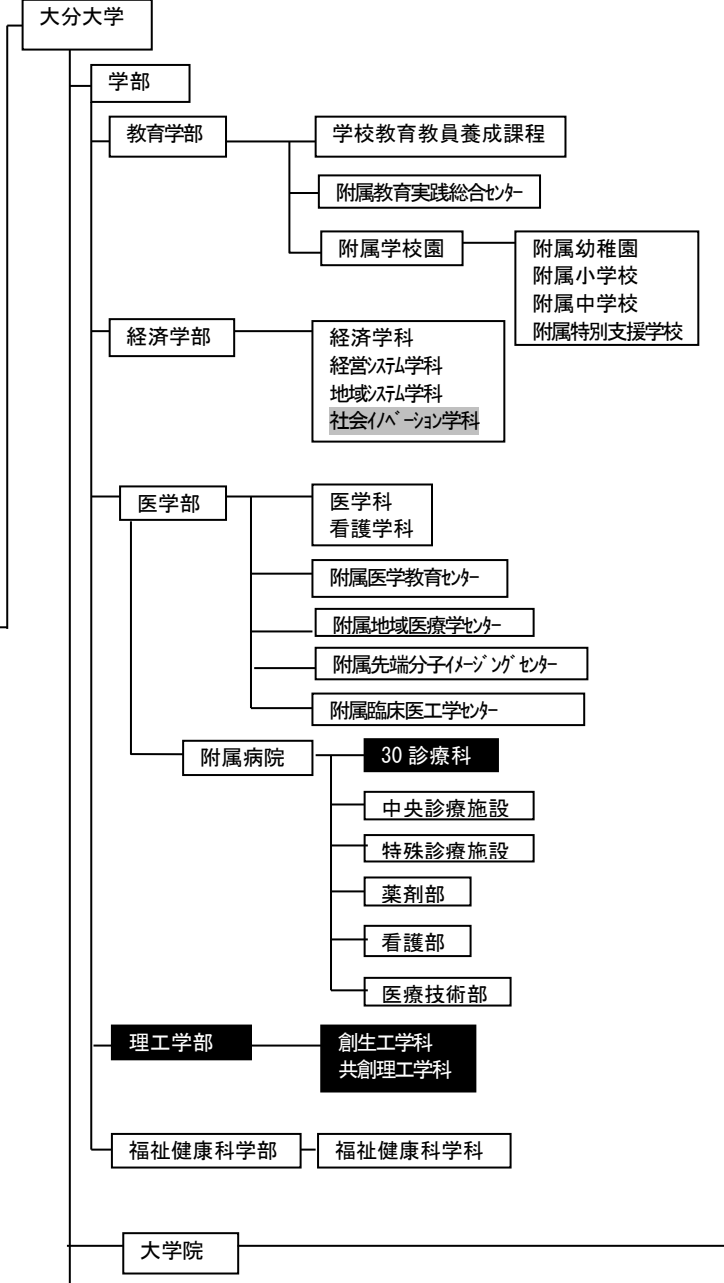 大分大学
学部
教育学部
学校教育教員養成課程
附属教育実践総合ｾﾝﾀｰ
附属学校園
附属幼稚園
附属小学校
附属中学校
附属特別支援学校
経済学部
経済学科
経営ｼｽﾃﾑ学科
地域ｼｽﾃﾑ学科
社会ｲﾉﾍﾞｰｼｮﾝ学科
医学部
医学科
看護学科
附属医学教育ｾﾝﾀｰ
附属地域医療学ｾﾝﾀｰ
附属先端分子ｲﾒｰｼﾞﾝｸﾞｾﾝﾀｰ
附属臨床医工学ｾﾝﾀｰ
附属病院
30 診療科
中央診療施設
特殊診療施設
薬剤部
看護部
医療技術部
理工学部
創生工学科
共創理工学科
福祉健康科学部
福祉健康科学科
大学院